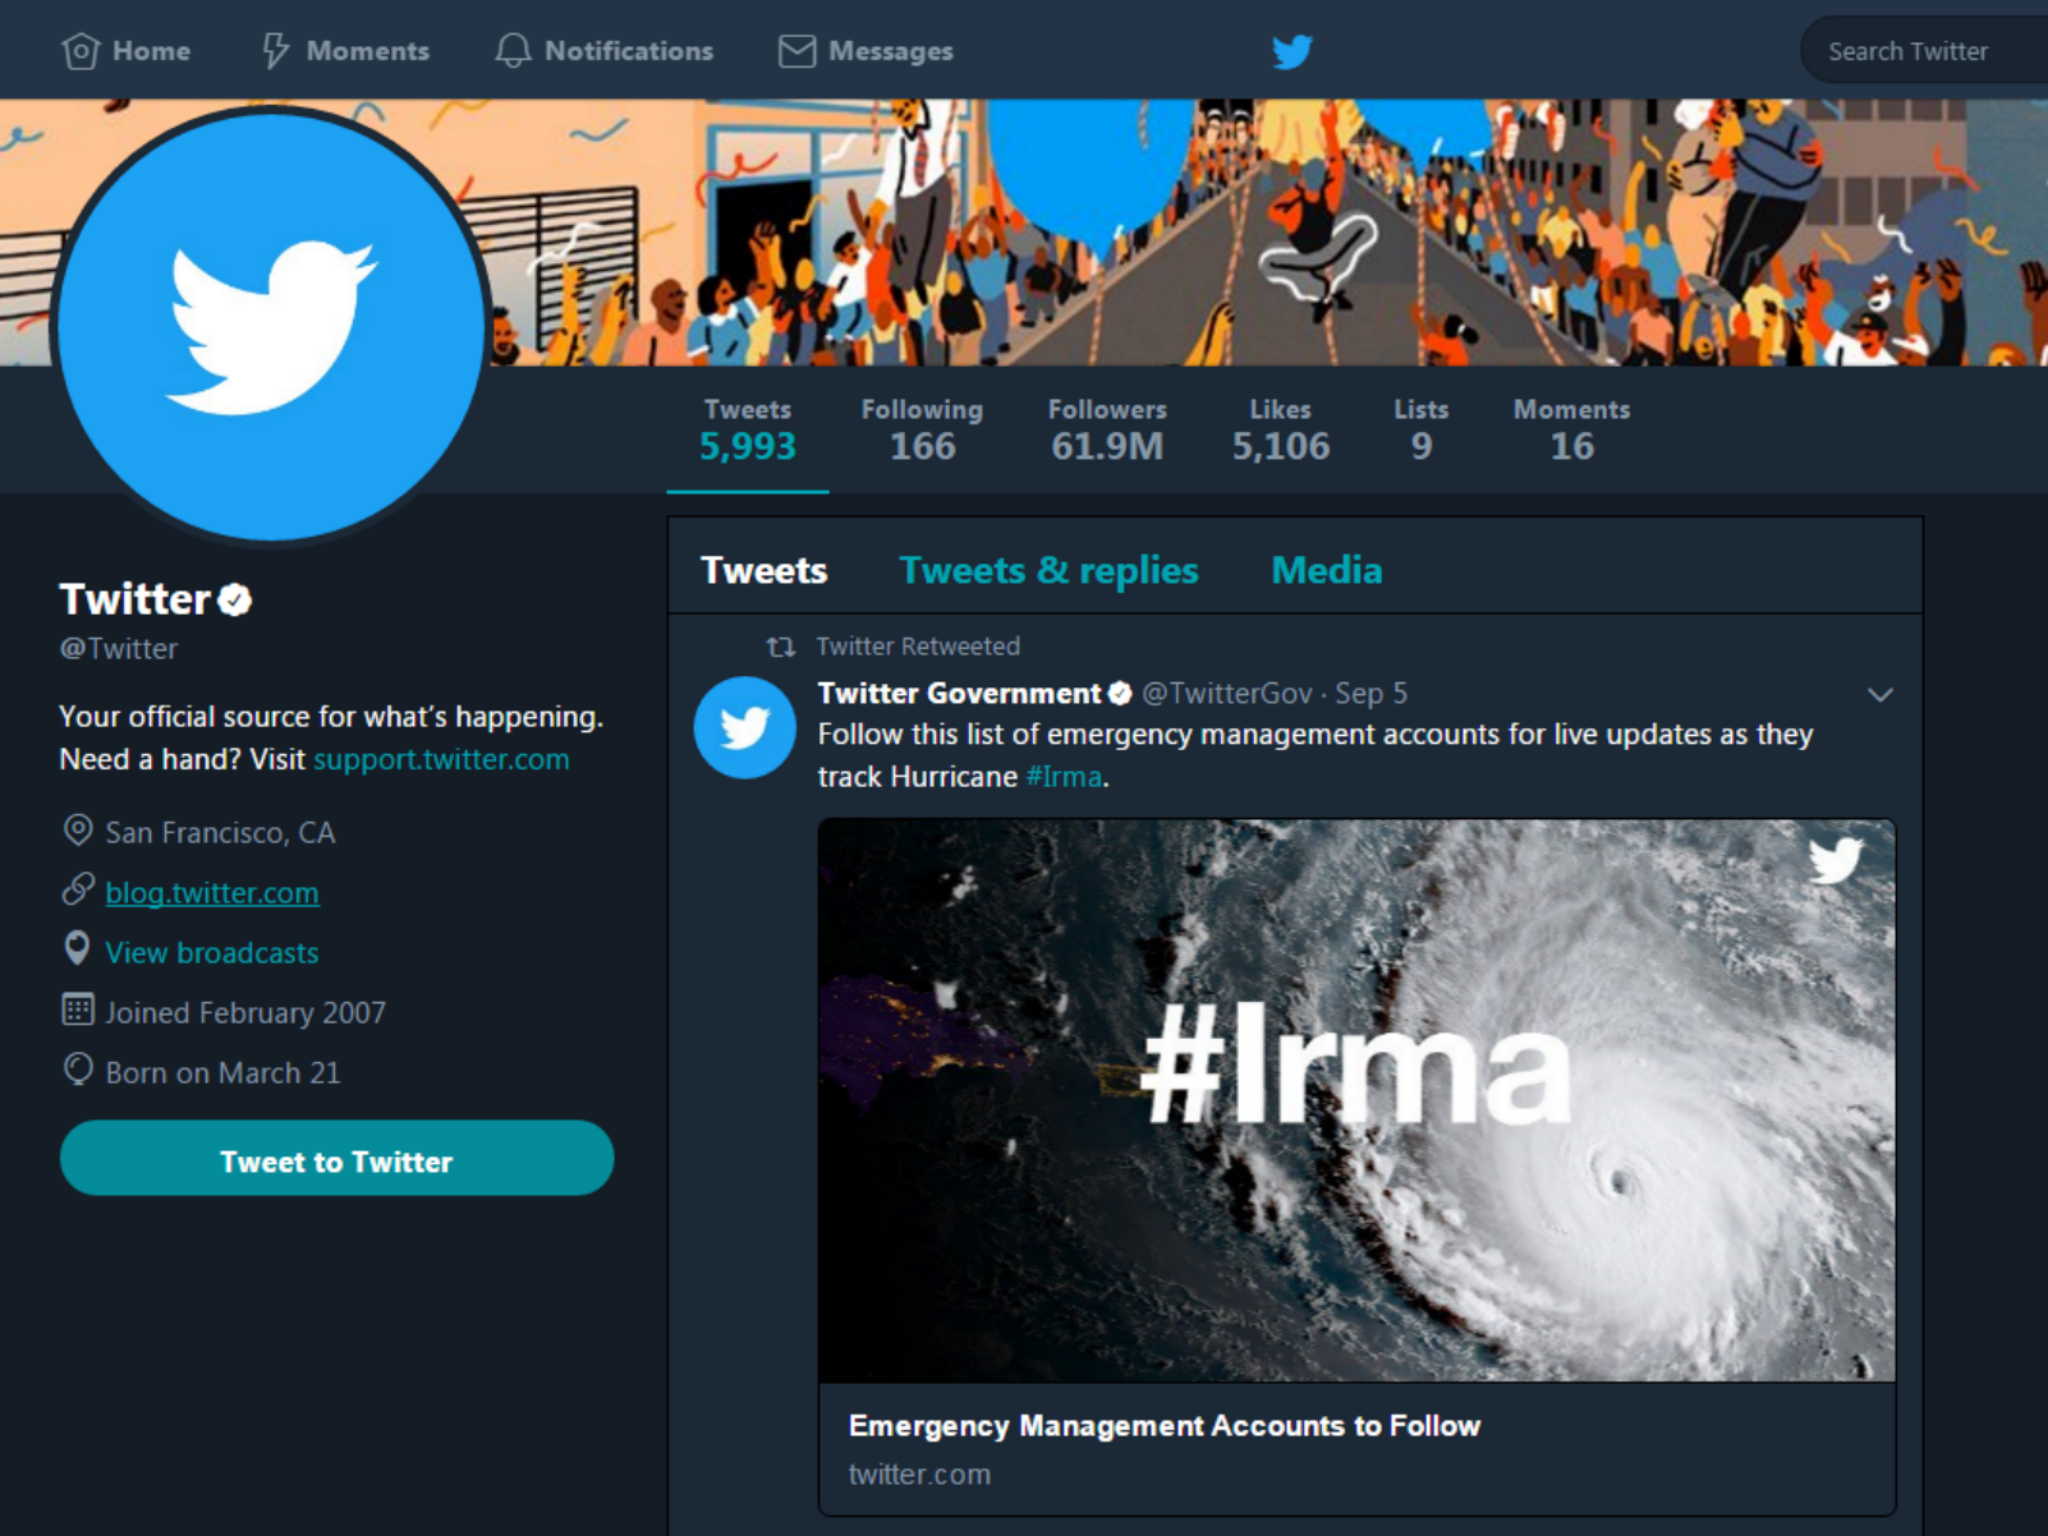 Home
Moments
Notifications
Messages
Search Twitter
Tweets
5,993
Following
166
Followers
61.9M
Likes
5,106
Lists
9
Moments
16
Twitter
@Twitter
Your official source for what's happening.
Need a hand? Visit support.twitter.com
San Francisco, CA
blog.twitter.com
View broadcasts
Joined February 2007
Born on March 21
Tweet to Twitter
Tweets
Tweets & replies
Media
Twitter Retweeted
Twitter Government @TwitterGov · Sep 5
Follow this list of emergency management accounts for live updates as they
track Hurricane #Irma.
#Irma
Emergency Management Accounts to Follow
twitter.com